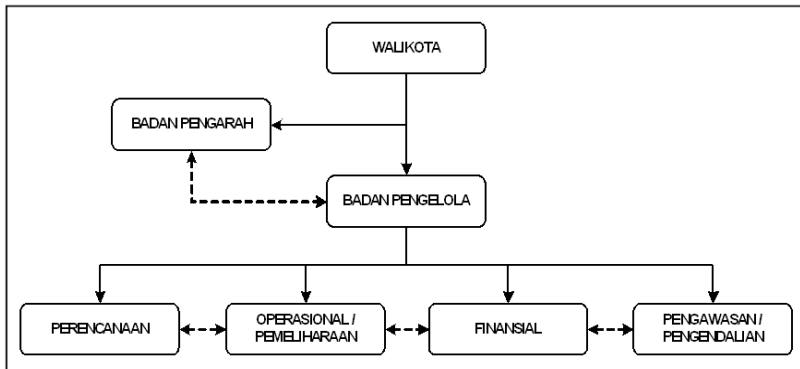 WALIKOTA
BADAN PENGARAH
BADAN PENGELOLA
PERENCANAAN
OPERASIONAL /
PEMELIHARAAN
FINANSIAL
PENGAWASAN /
PENGENDALIAN